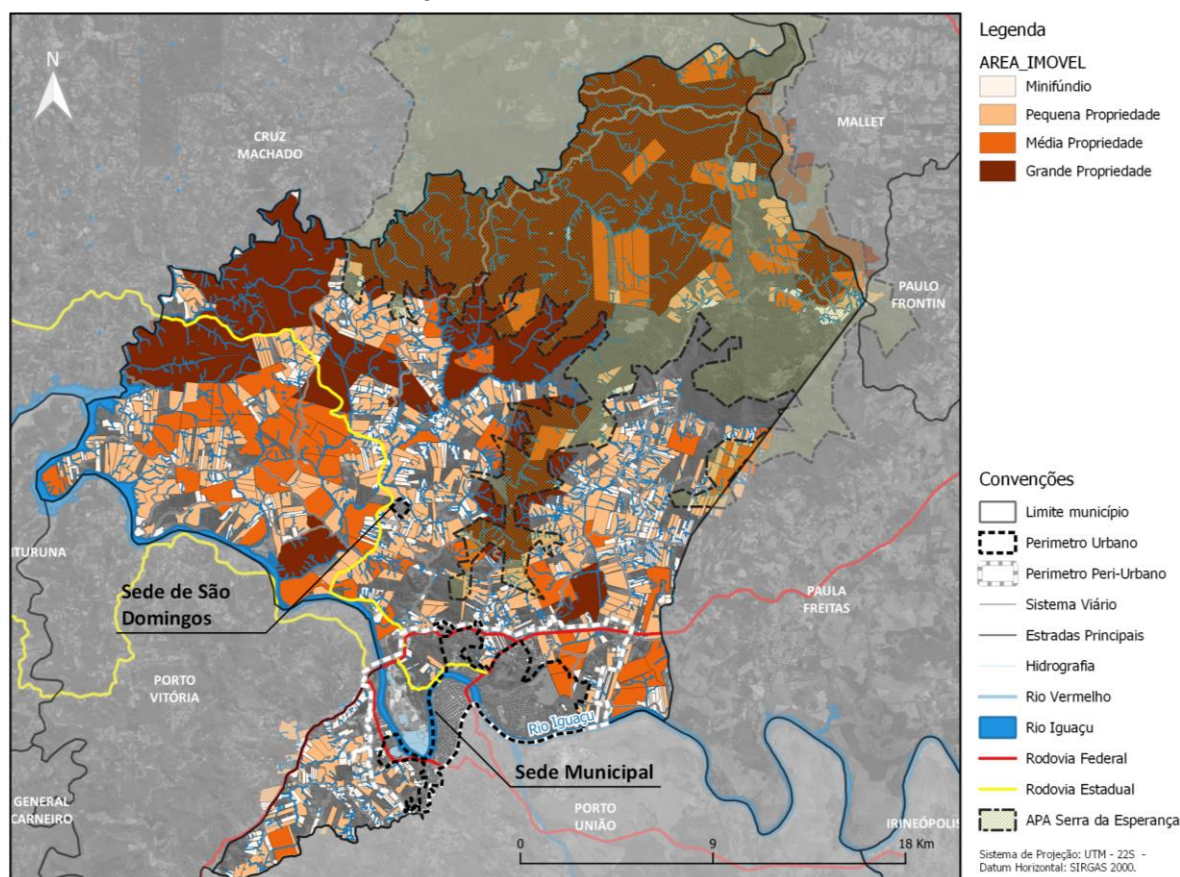 N
CRUZ
MACHADO
MALLET
PAULO
FRONTIN
ITURUNA
Sede de São
Domingos
PAULA
FREITAS
PORTO
VITÓRIA
Rio Iguaçu
Sede Municipal
GENERAL
CARNEIRO
PORTO
UNIÃO
IRINEÓPOLIS
0 9 18 Km
Legenda
AREA_IMOVEL
Minifúndio
Pequena Propriedade
Média Propriedade
Grande Propriedade
Convenções
Limite município
Perimetro Urbano
Perimetro Peri-Urbano
Sistema Viário
Estradas Principais
Hidrografia
Rio Vermelho
Rio Iguaçu
Rodovia Federal
Rodovia Estadual
APA Serra da Esperança
Sistema de Projeção: UTM - 22S -
Datum Horizontal: SIRGAS 2000.